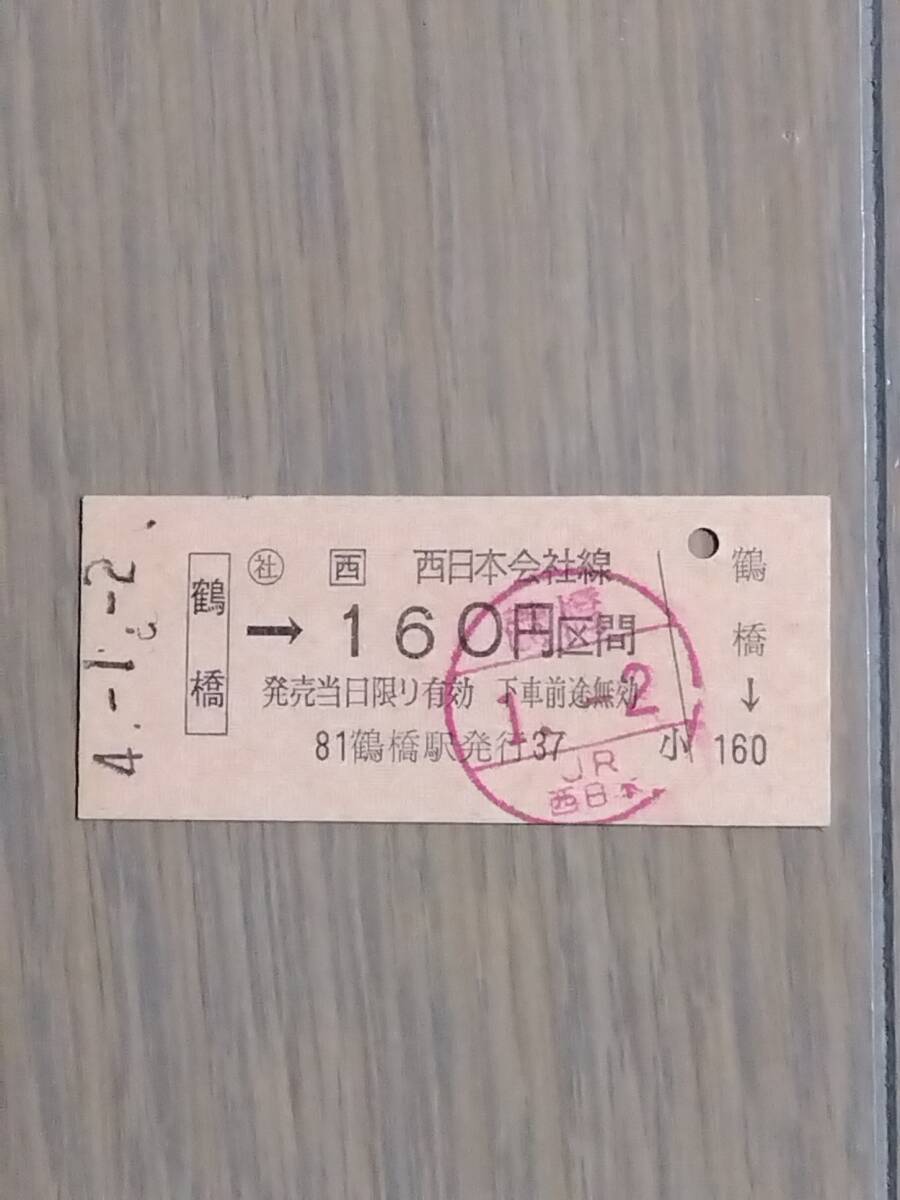 4.-1.-2.
鶴橋
㊓ 西 西日本会社線
→160円区間
発売当日限り有効 下車前途無効
81鶴橋駅発行37
小
鶴橋
↓
160
1.-2
JR
西日本